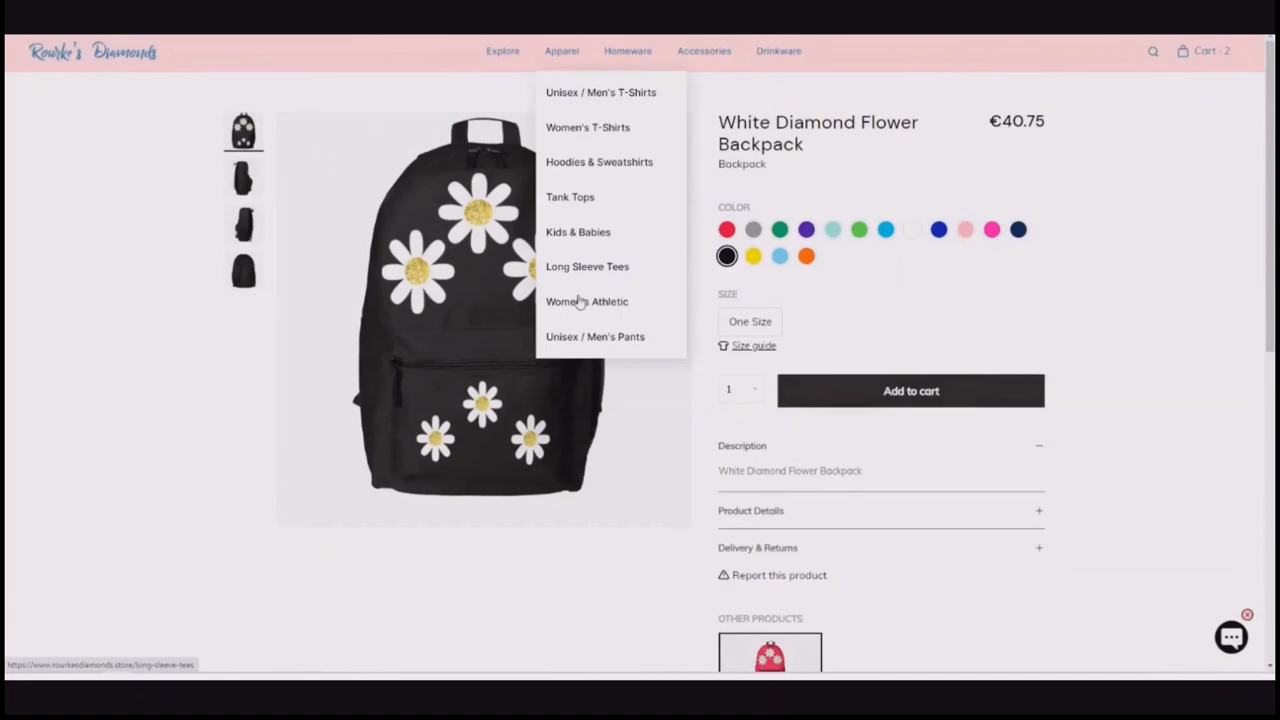 Rourke's Diamonds
Explore
Apparel
Homeware
Accessories
Drinkware
Cart · 2
Unisex / Men's T-Shirts
Women's T-Shirts
Hoodies & Sweatshirts
Tank Tops
Kids & Babies
Long Sleeve Tees
Women's Athletic
Unisex / Men's Pants
White Diamond Flower
Backpack
€40.75
Backpack
COLOR
SIZE
One Size
Size guide
1
Add to cart
Description
White Diamond Flower Backpack
Product Details
Delivery & Returns
Report this product
OTHER PRODUCTS
https://www.rourkesdiamonds.store/long-sleeve-tees